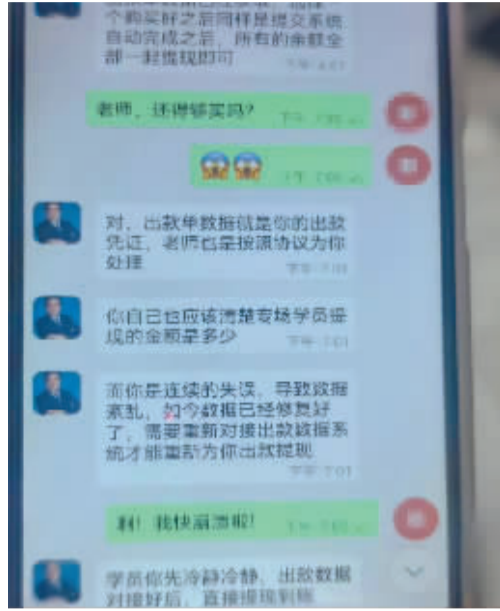 个购买好之后同样是提交系统
自动完成之后，所有的余额全
部一起提现即可
老师，还得够买吗？
对，出款单数据就是你的出款
凭证，老师也是按照协议为你
处理
你自己也应该清楚专场学员提
现的金额是多少
而你是连续的失误，导致数据
紊乱，如今数据已经修复好
了，需要重新对接出款数据系
统才能重新为你出款提现
我快崩溃啦！
学员你先冷静冷静，出款数据
对接好后，直接提现到账